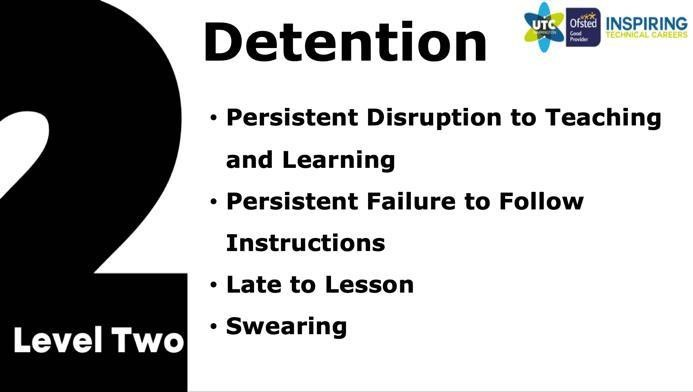 Detention
UTC
WARRINGTON
Ofsted
Good
Provider
INSPIRING
TECHNICAL CAREERS
• Persistent Disruption to Teaching
and Learning
• Persistent Failure to Follow
Instructions
• Late to Lesson
• Swearing
2
Level Two